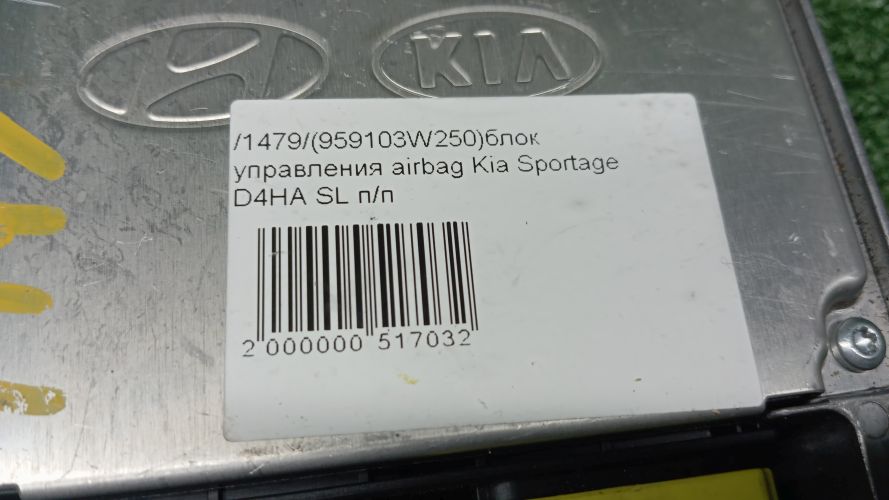 KIA
/1479/(959103W250)блок
управления airbag Kia Sportage
D4HA SL п/п
2 000000 517032